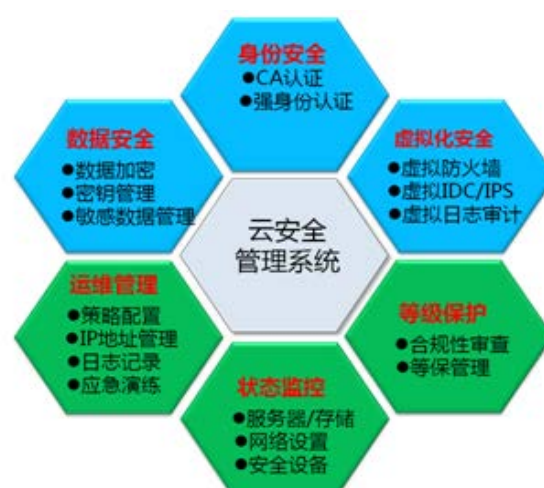 身份安全
●CA认证
●强身份认证
数据安全
●数据加密
●密钥管理
●敏感数据管理
虚拟化安全
●虚拟防火墙
●虚拟IDC/IPS
●虚拟日志审计
云安全
管理系统
运维管理
●策略配置
●IP地址管理
●日志记录
●应急演练
等级保护
●合规性审查
●等保管理
状态监控
●服务器/存储
●网络设置
●安全设备